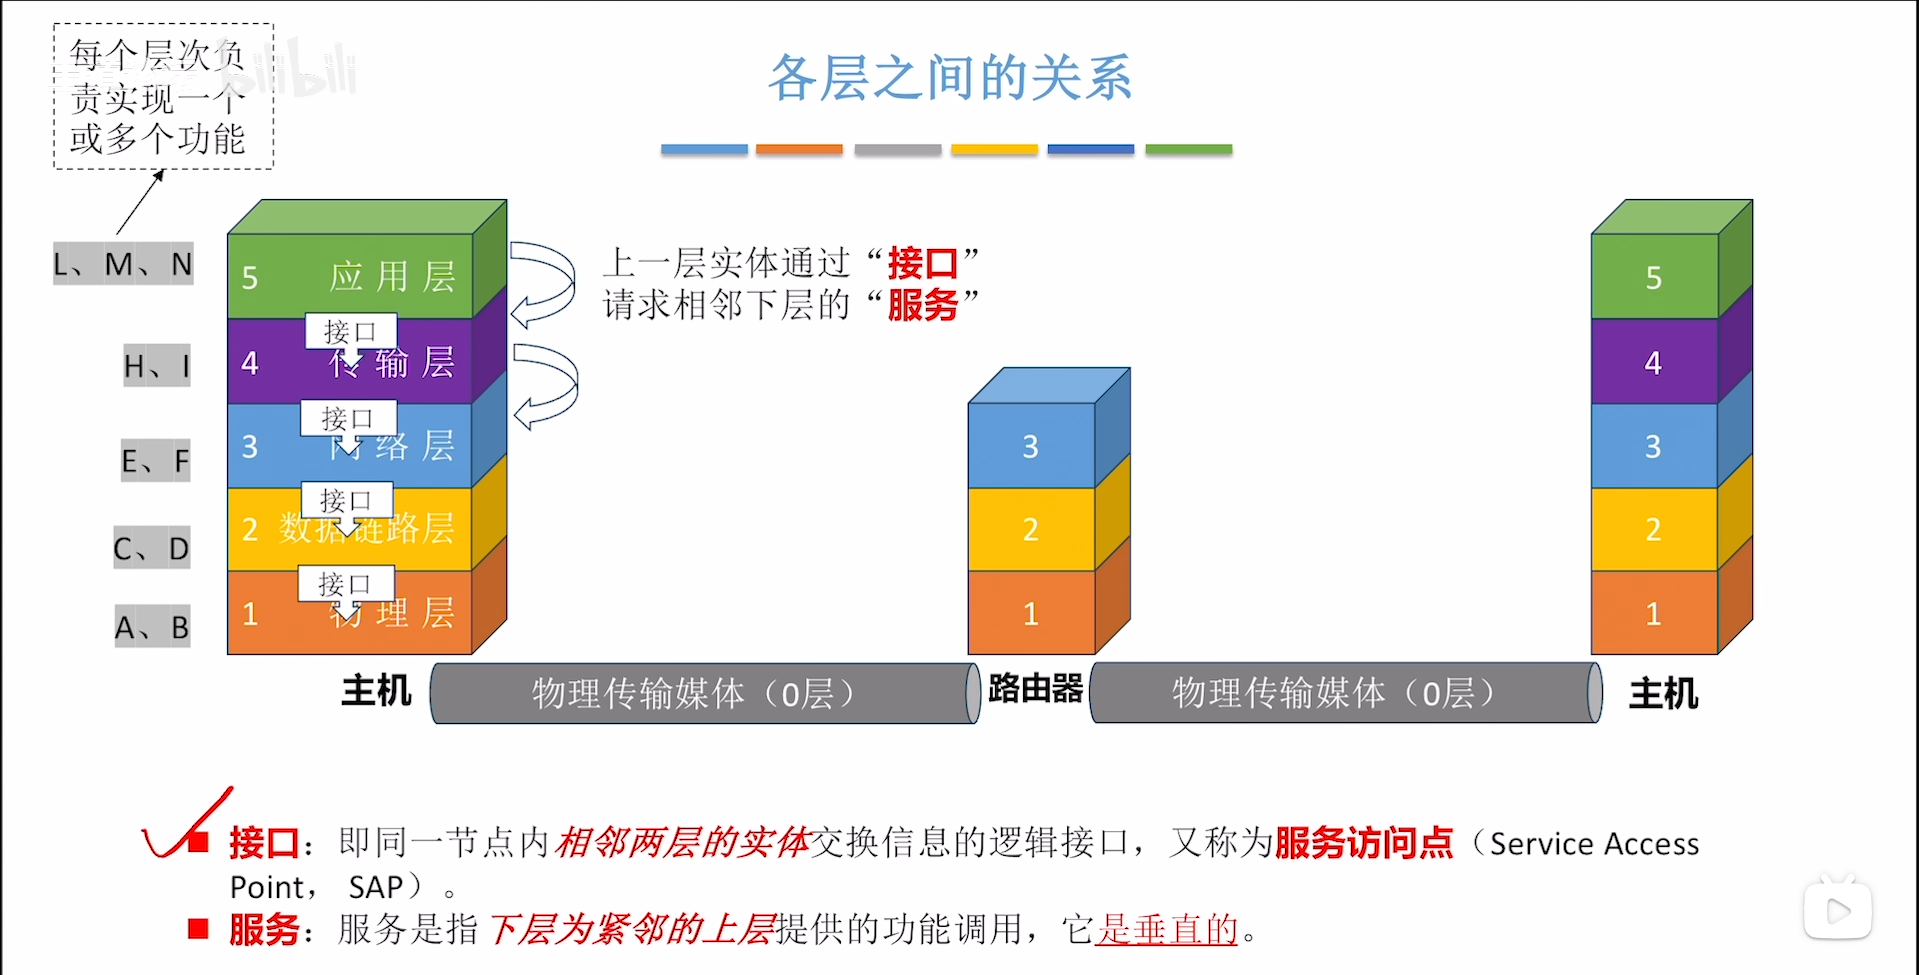 每个层次负
责实现一个
或多个功能
bilibili
各层之间的关系
L、M、N
H、I
E、F
C、D
A、B
5 应用层
接口
4 传输层
接口
3 网络层
接口
2 数据链路层
接口
1 物理层
上一层实体通过“接口”
请求相邻下层的“服务”
3
2
1
5
4
3
2
1
主机
物理传输媒体（0层）
路由器
物理传输媒体（0层）
主机
■ 接口：即同一节点内相邻两层的实体交换信息的逻辑接口，又称为服务访问点（Service Access
Point， SAP）。
■ 服务：服务是指下层为紧邻的上层提供的功能调用，它是垂直的。